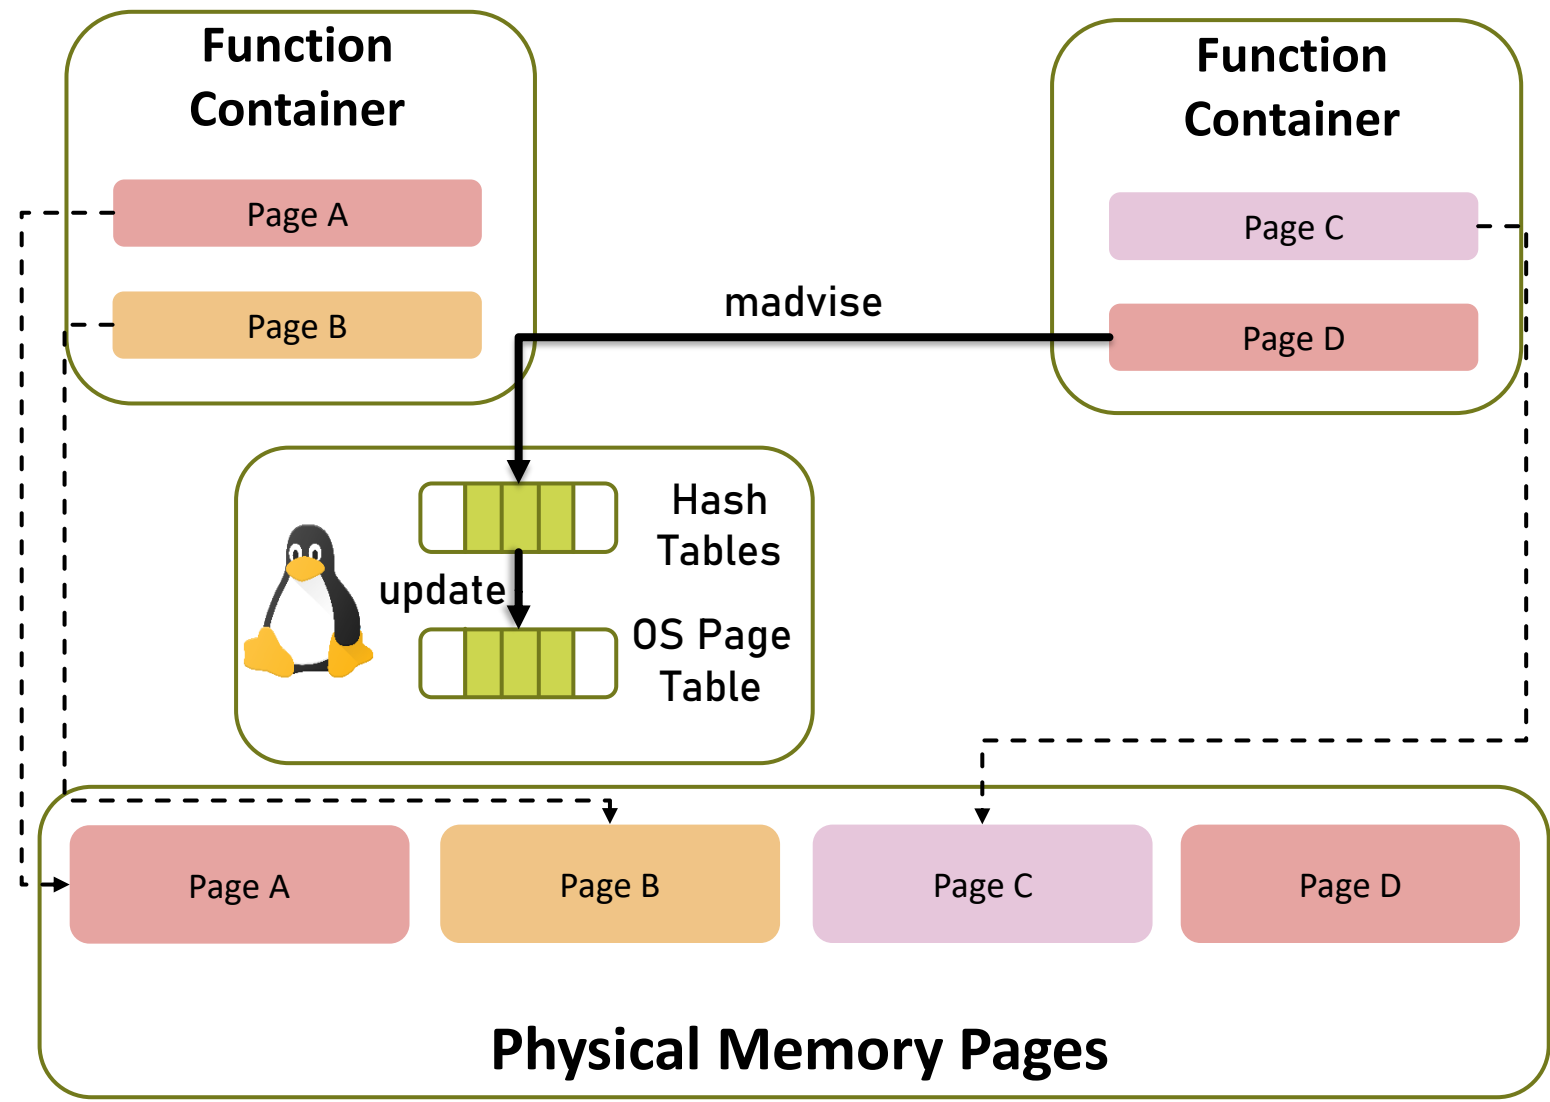 Function
Container
Page A
Page B
Function
Container
Page C
Page D
madvise
Hash
Tables
update
OS Page
Table
Page A
Page B
Page C
Page D
Physical Memory Pages